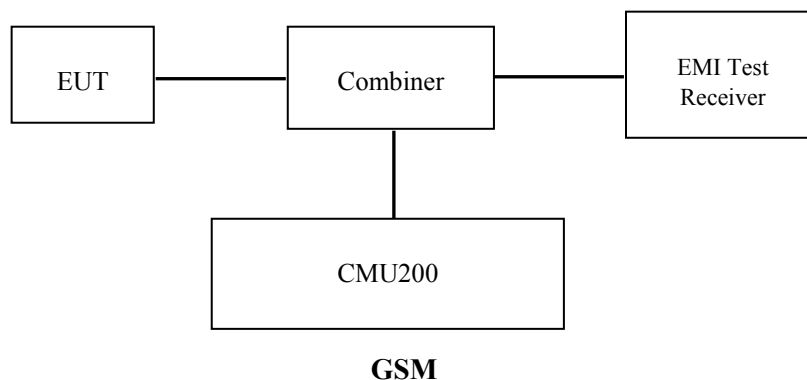 EUT
Combiner
EMI Test
Receiver
CMU200
GSM